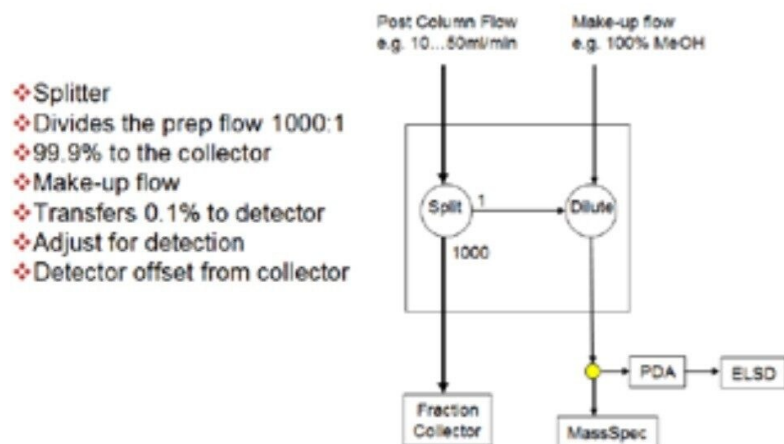 Post Column Flow
e.g. 10...50ml/min
Make-up flow
e.g. 100% MeOH
Splitter
Divides the prep flow 1000:1
99.9% to the collector
Make-up flow
Transfers 0.1% to detector
Adjust for detection
Detector offset from collector
Split
1
Dilute
1000
PDA
ELSD
Fraction
Collector
MassSpec